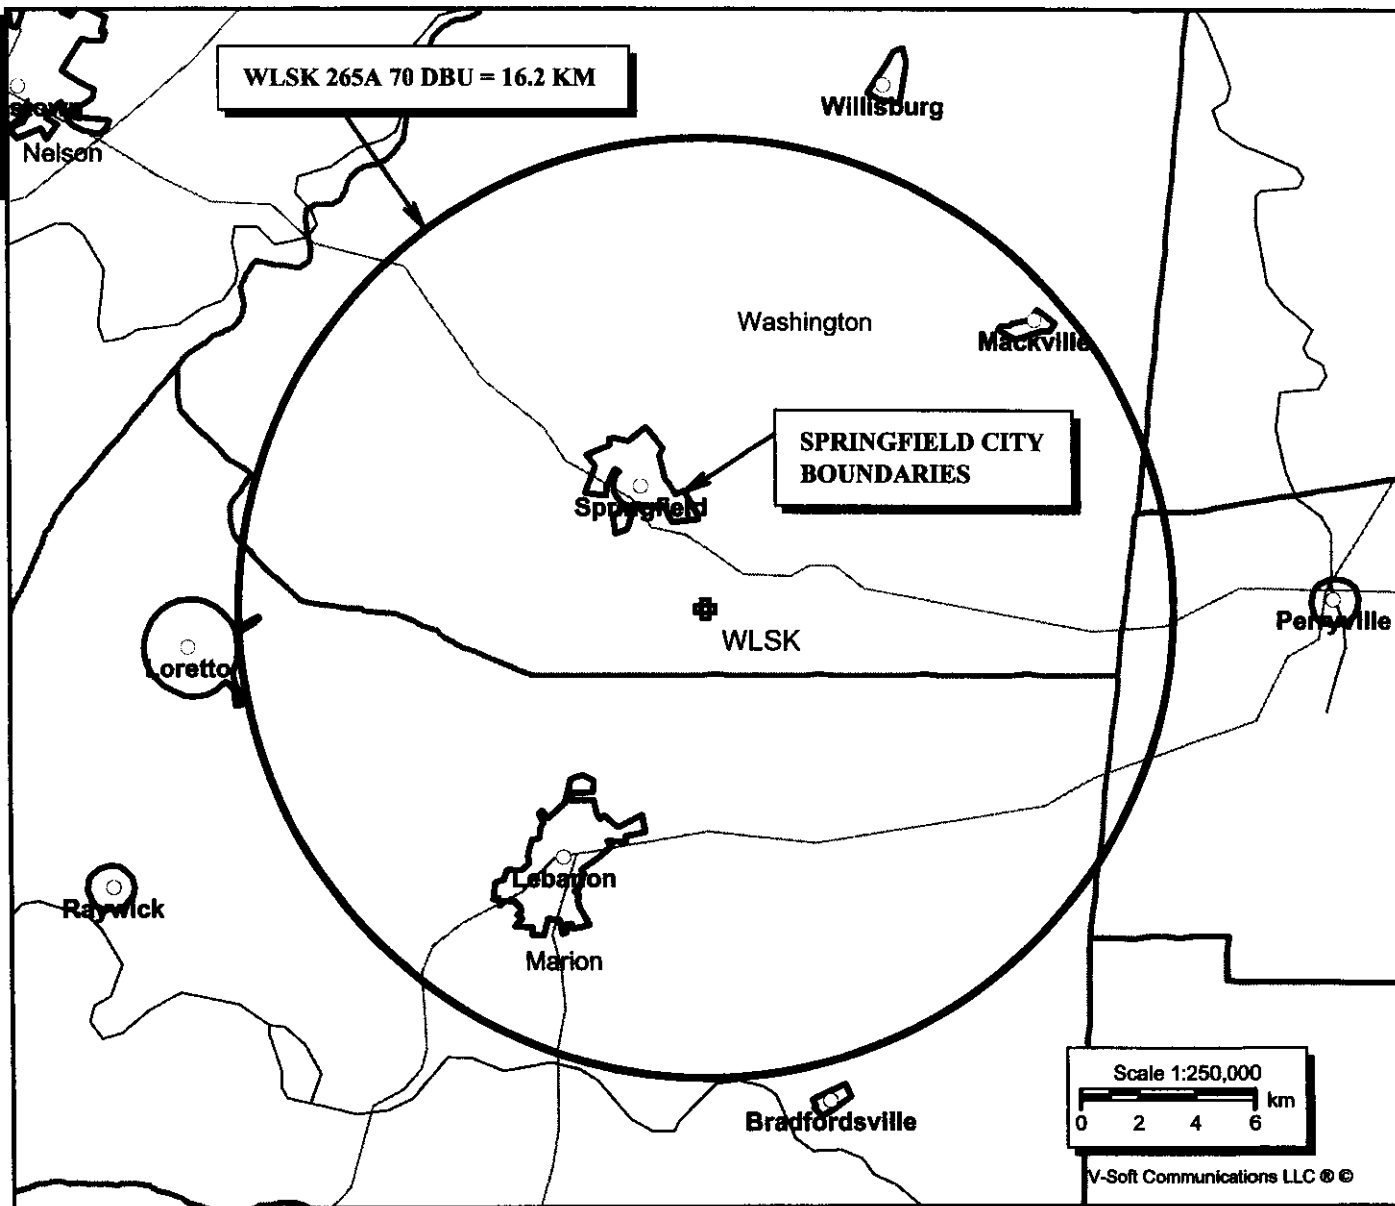 WLSK 265A 70 DBU = 16.2 KM
Willisburg
Nelson
Washington
Mackville
SPRINGFIELD CITY
BOUNDARIES
Springfield
Perryville
WLSK
Loretto
Lebanon
Raywick
Marion
Scale 1:250,000
km
0 2 4 6
Bradfordsville
V-Soft Communications LLC ® ©